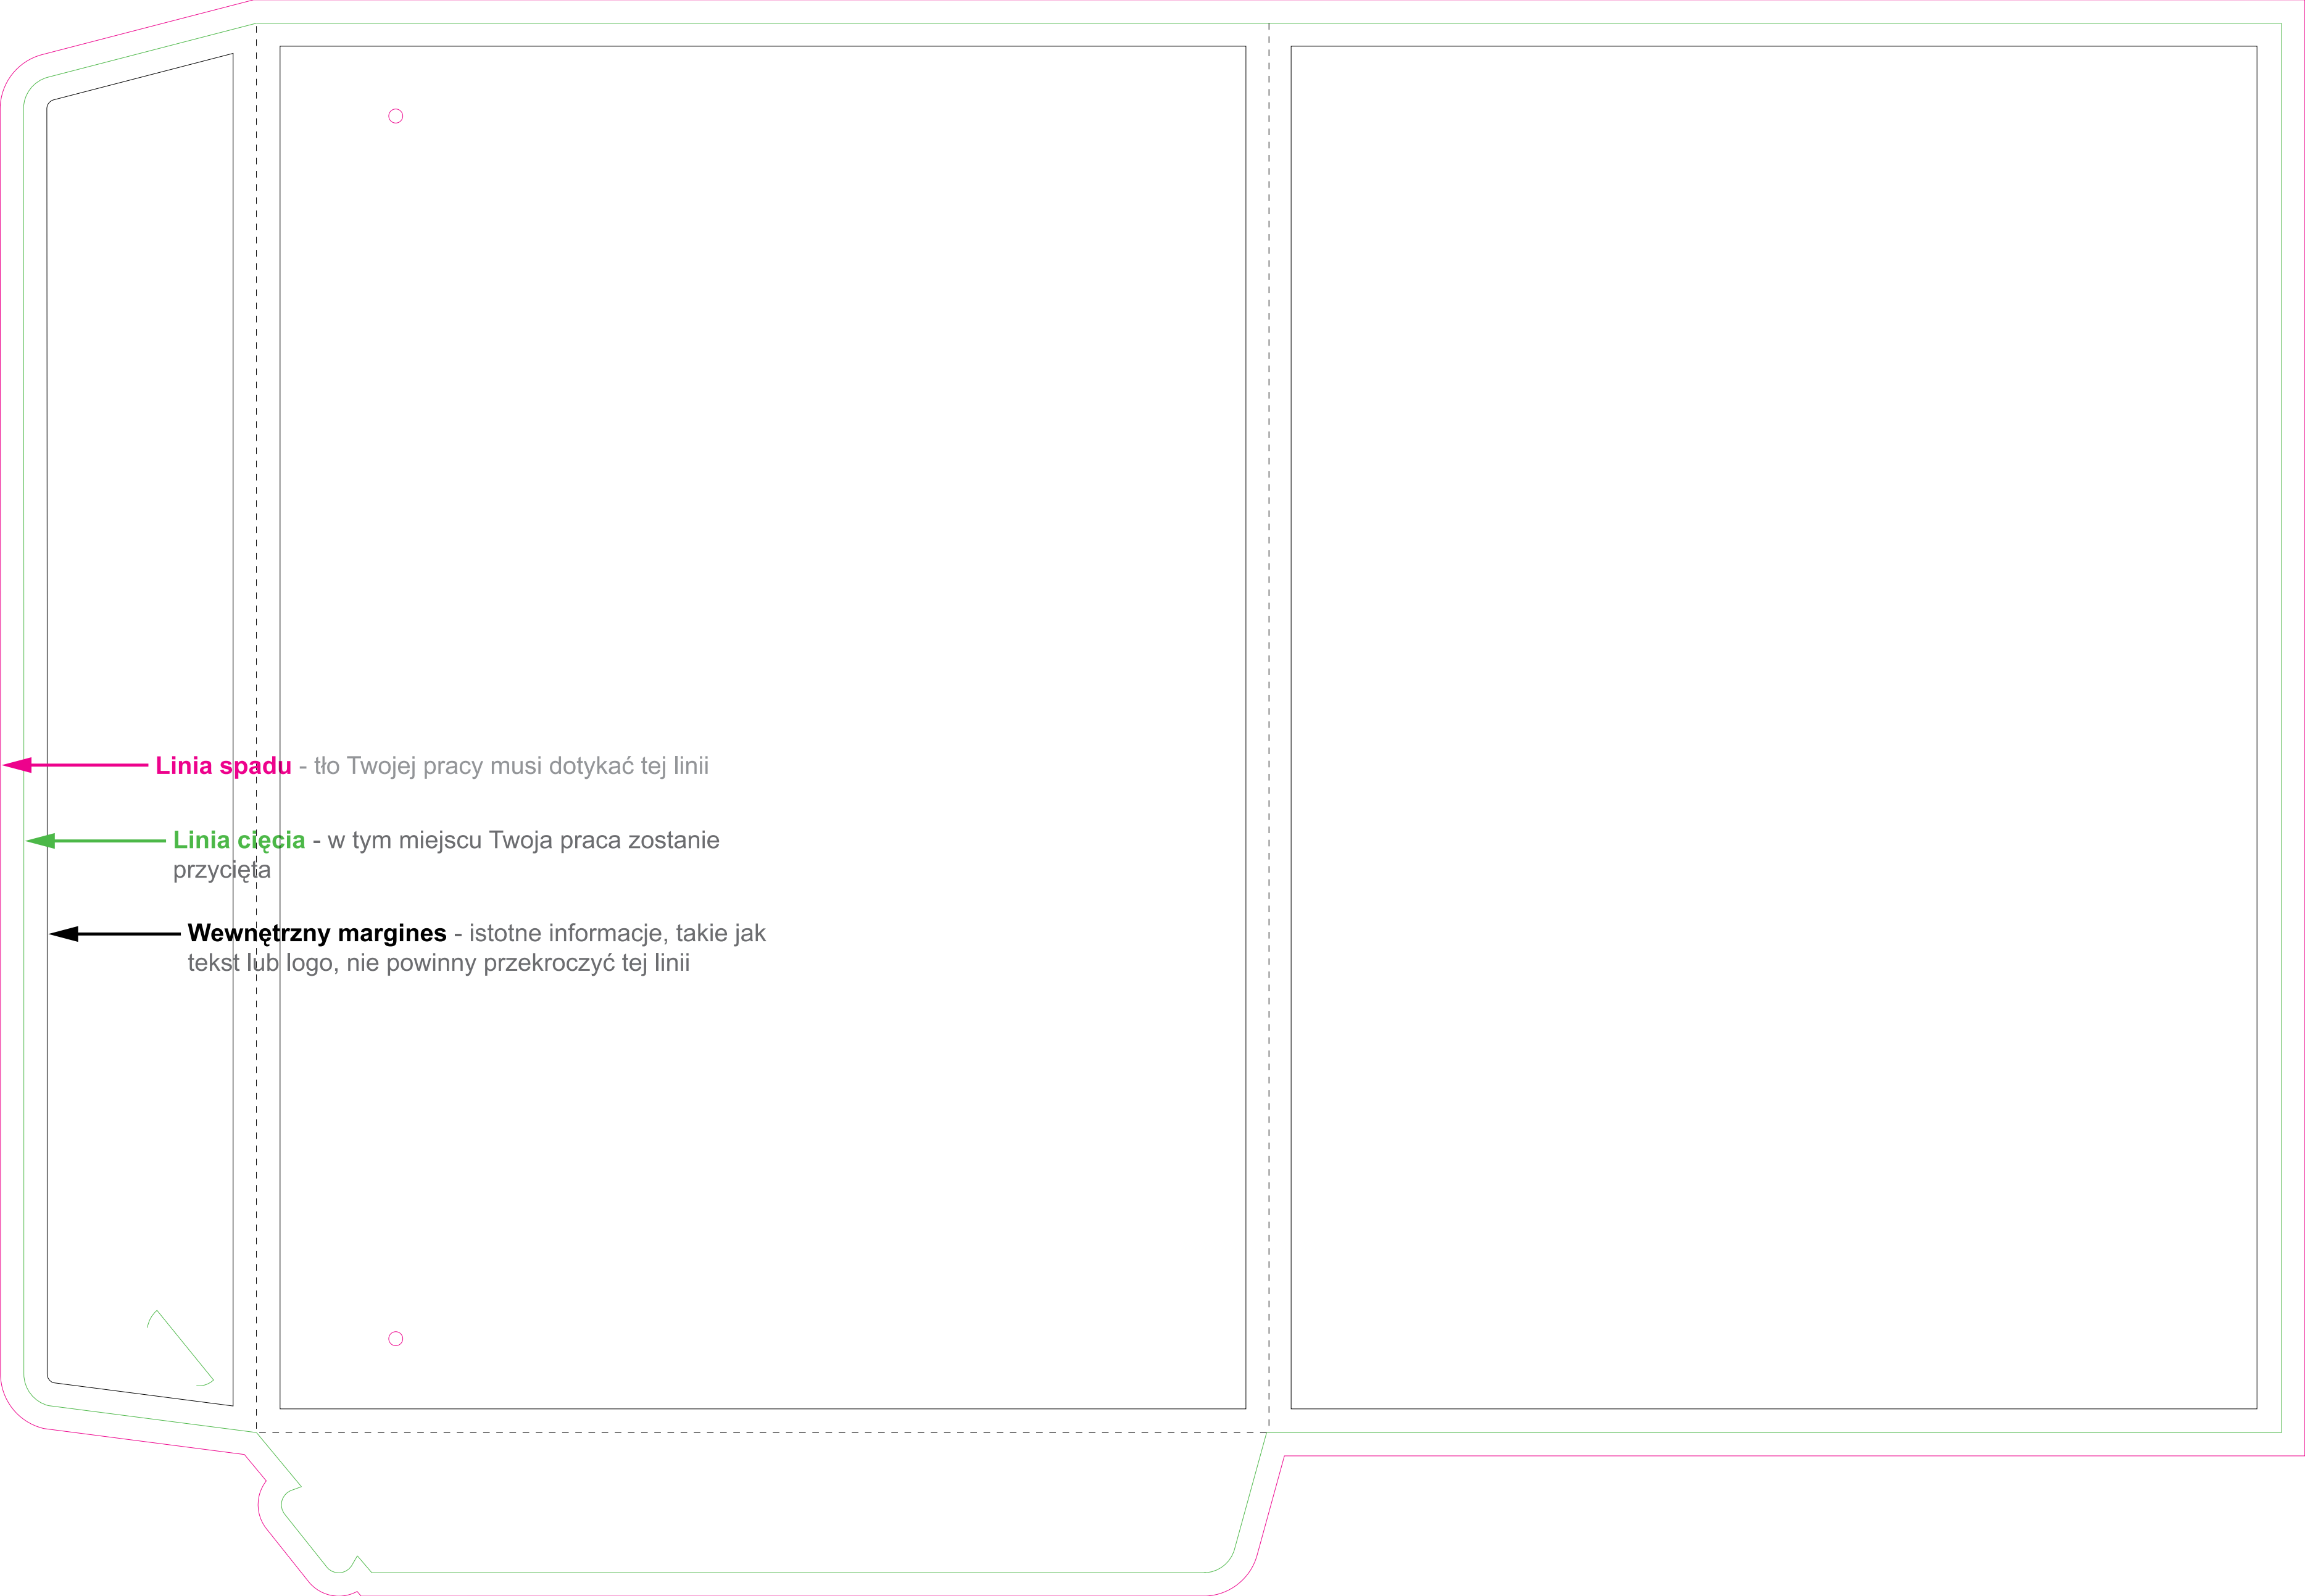 Linia spadu - tło Twojej pracy musi dotykać tej linii
Linia cięcia - w tym miejscu Twoja praca zostanie
przycięta
Wewnętrzny margines - istotne informacje, takie jak
tekst lub logo, nie powinny przekroczyć tej linii